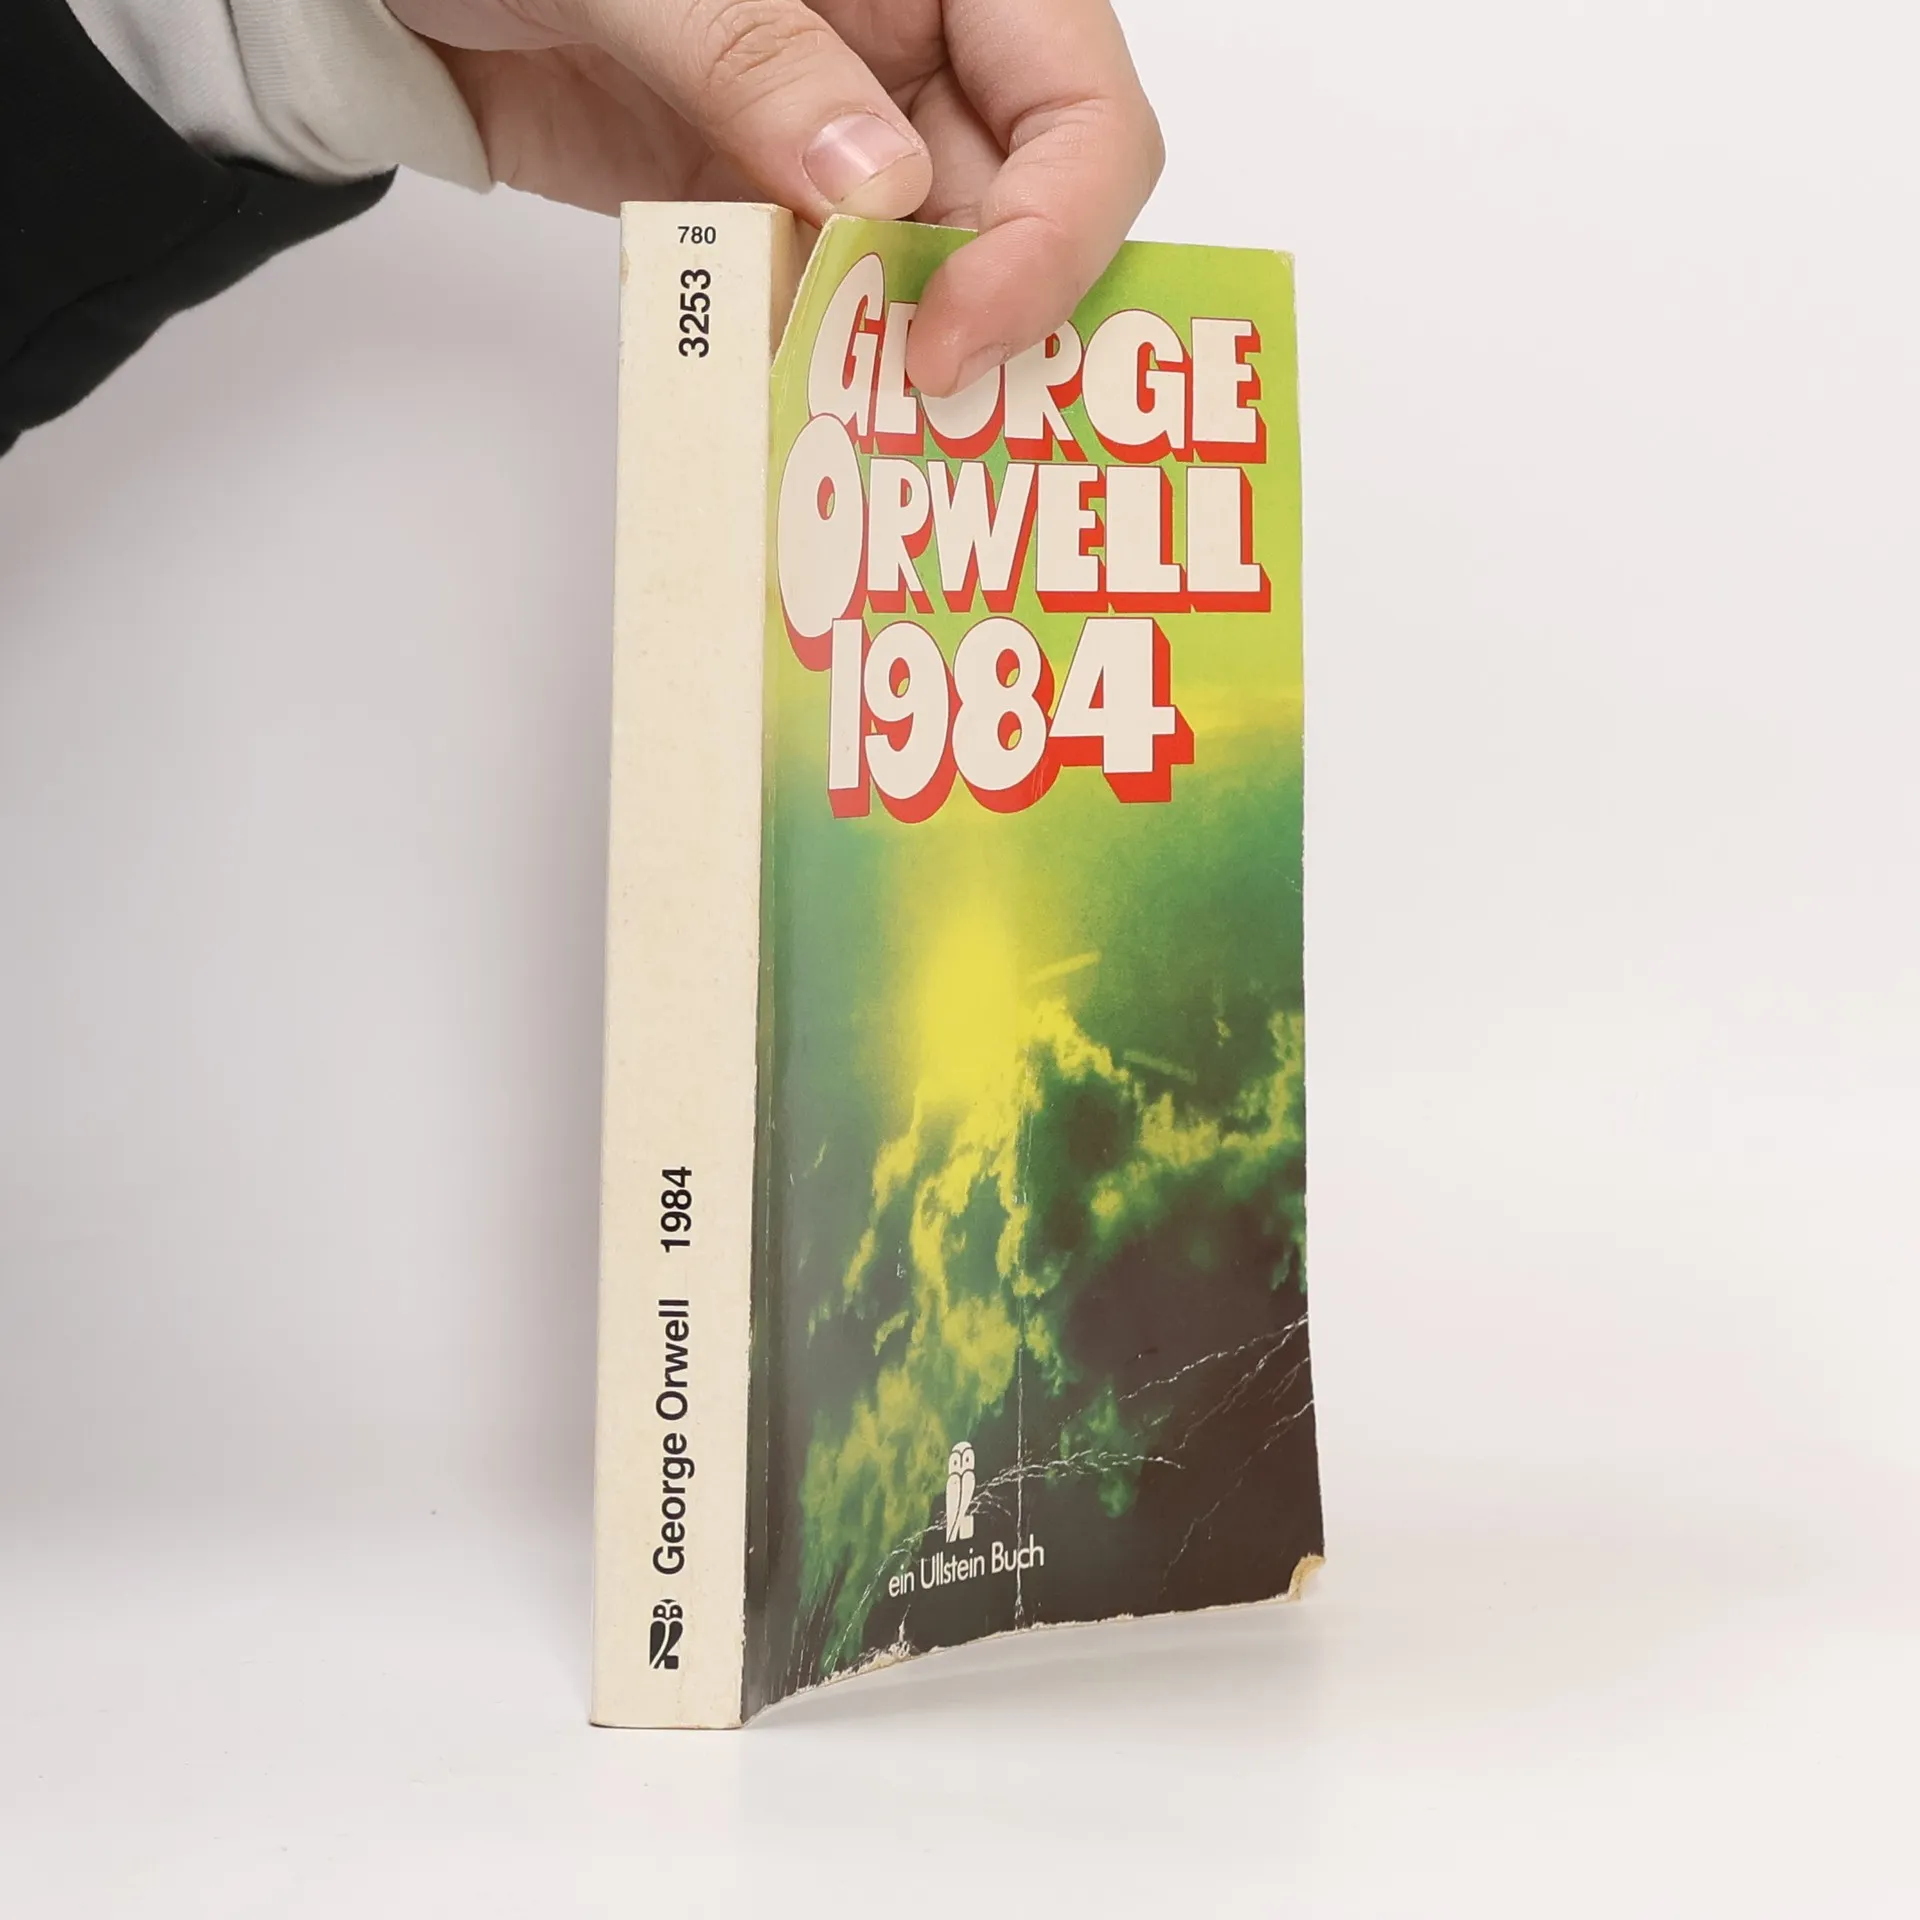 780
3253
George Orwell 1984
GEORGE
ORWELL
1984
ein Ullstein Buch